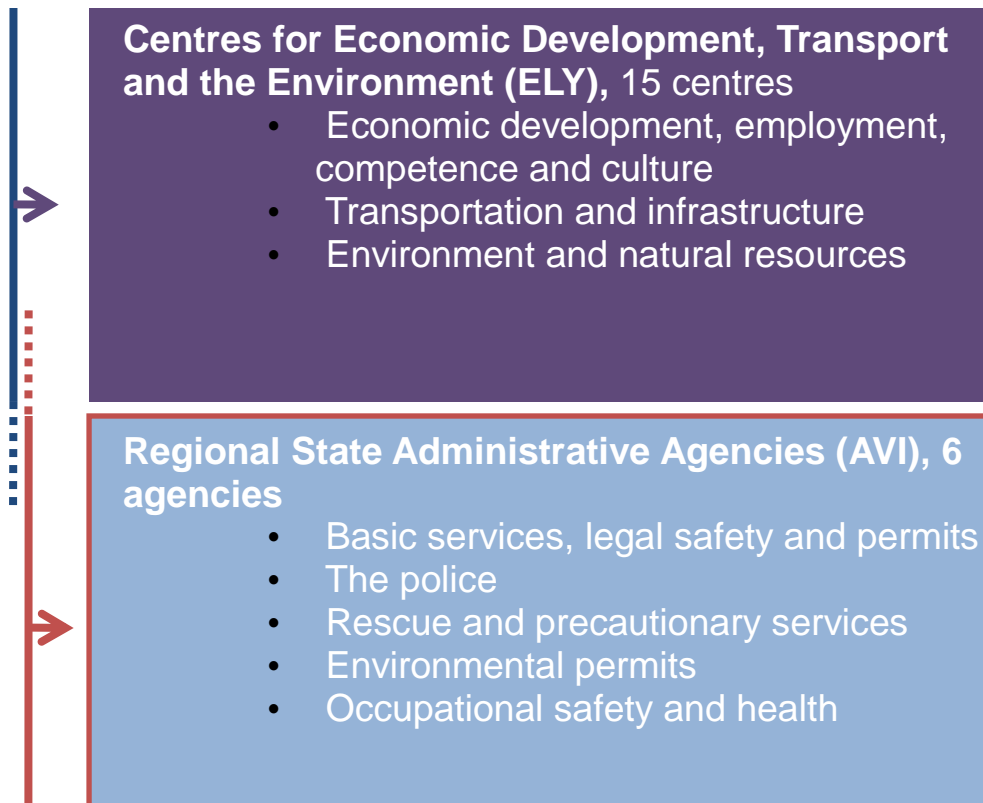 Centres for Economic Development, Transport
and the Environment (ELY), 15 centres
• Economic development, employment,
competence and culture
• Transportation and infrastructure
• Environment and natural resources
Regional State Administrative Agencies (AVI), 6
agencies
• Basic services, legal safety and permits
• The police
• Rescue and precautionary services
• Environmental permits
• Occupational safety and health